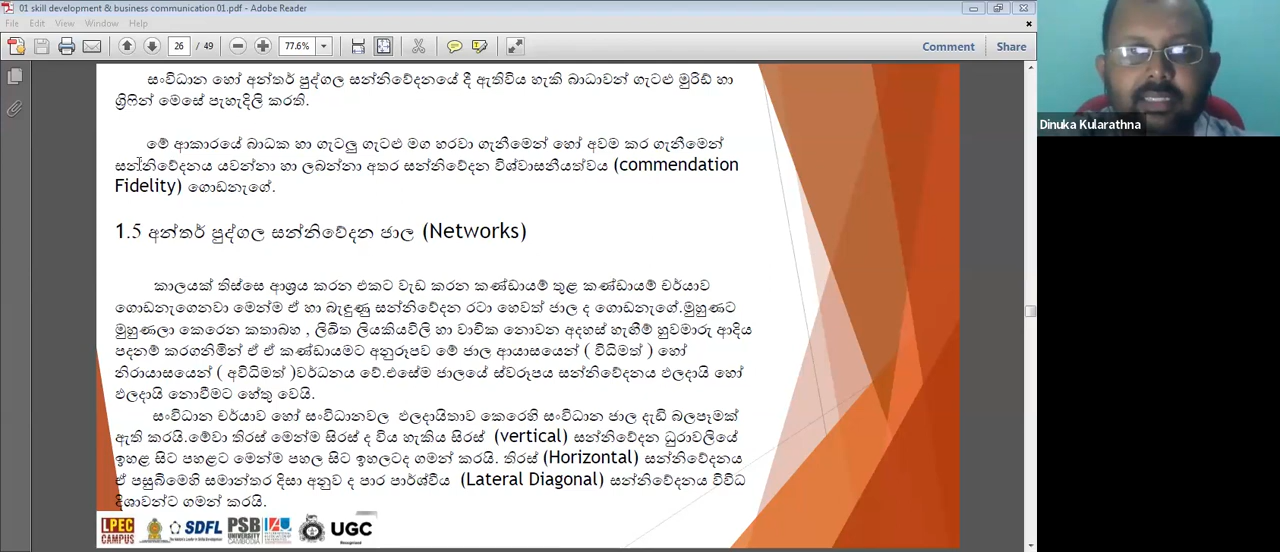 01 skill development & business communication 01.pdf - Adobe Reader
File Edit View Window Help
26 / 49 77.6% Comment Share
සංවිධාන හෝ අන්තර් පුද්ගල සන්නිවේදනයේ දී ඇතිවිය හැකි බාධාවන් ගැටළු මුරිඩ් හා
ග්‍රිෆින් මෙසේ පැහැදිලි කරති.
මේ ආකාරයේ බාධක හා ගැටලු ගැටළු මග හරවා ගැනීමෙන් හෝ අවම කර ගැනීමෙන්
සන්නිවේදනය යවන්නා හා ලබන්නා අතර සන්නිවේදන විශ්වාසනීයත්වය (commendation
Fidelity) ගොඩනැගේ.
1.5 අන්තර් පුද්ගල සන්නිවේදන ජාල (Networks)
කාලයක් තිස්සෙ ආශ්‍රය කරන එකට වැඩ කරන කණ්ඩායම් තුළ කණ්ඩායම් චර්යාව
ගොඩනැගෙනවා මෙන්ම ඒ හා බැඳුණු සන්නිවේදන රටා හෙවත් ජාල ද ගොඩනැගේ.මුහුණට
මුහුණලා කෙරෙන කතාබහ , ලිඛිත ලියකියවිලි හා වාචික නොවන අදහස් හැඟීම් හුවමාරු ආදිය
පදනම් කරගනිමින් ඒ ඒ කණ්ඩායමට අනුරූපව මේ ජාල ආයාසයෙන් ( විධිමත් ) හෝ
නිරායාසයෙන් ( අවිධිමත් )වර්ධනය වේ.එසේම ජාලයේ ස්වරූපය සන්නිවේදනය ඵලදායි හෝ
ඵලදායි නොවීමට හේතු වෙයි.
සංවිධාන චර්යාව හෝ සංවිධානවල ඵලදායිතාව කෙරෙහි සංවිධාන ජාල දැඩි බලපෑමක්
ඇති කරයි.මේවා තිරස් මෙන්ම සිරස් ද විය හැකිය සිරස් (vertical) සන්නිවේදන ධුරාවලියේ
ඉහළ සිට පහළට මෙන්ම පහල සිට ඉහලටද ගමන් කරයි. තිරස් (Horizontal) සන්නිවේදනය
ඒ පසුබිමෙහි සමාන්තර දිසා අනුව ද පාර පාර්ශ්වීය (Lateral Diagonal) සන්නිවේදනය විවිධ
දිශාවන්ට ගමන් කරයි.
LPEC CAMPUS SDFL PSB UNIVERSITY CAMBODIA IAU UGC
Dinuka Kularathna